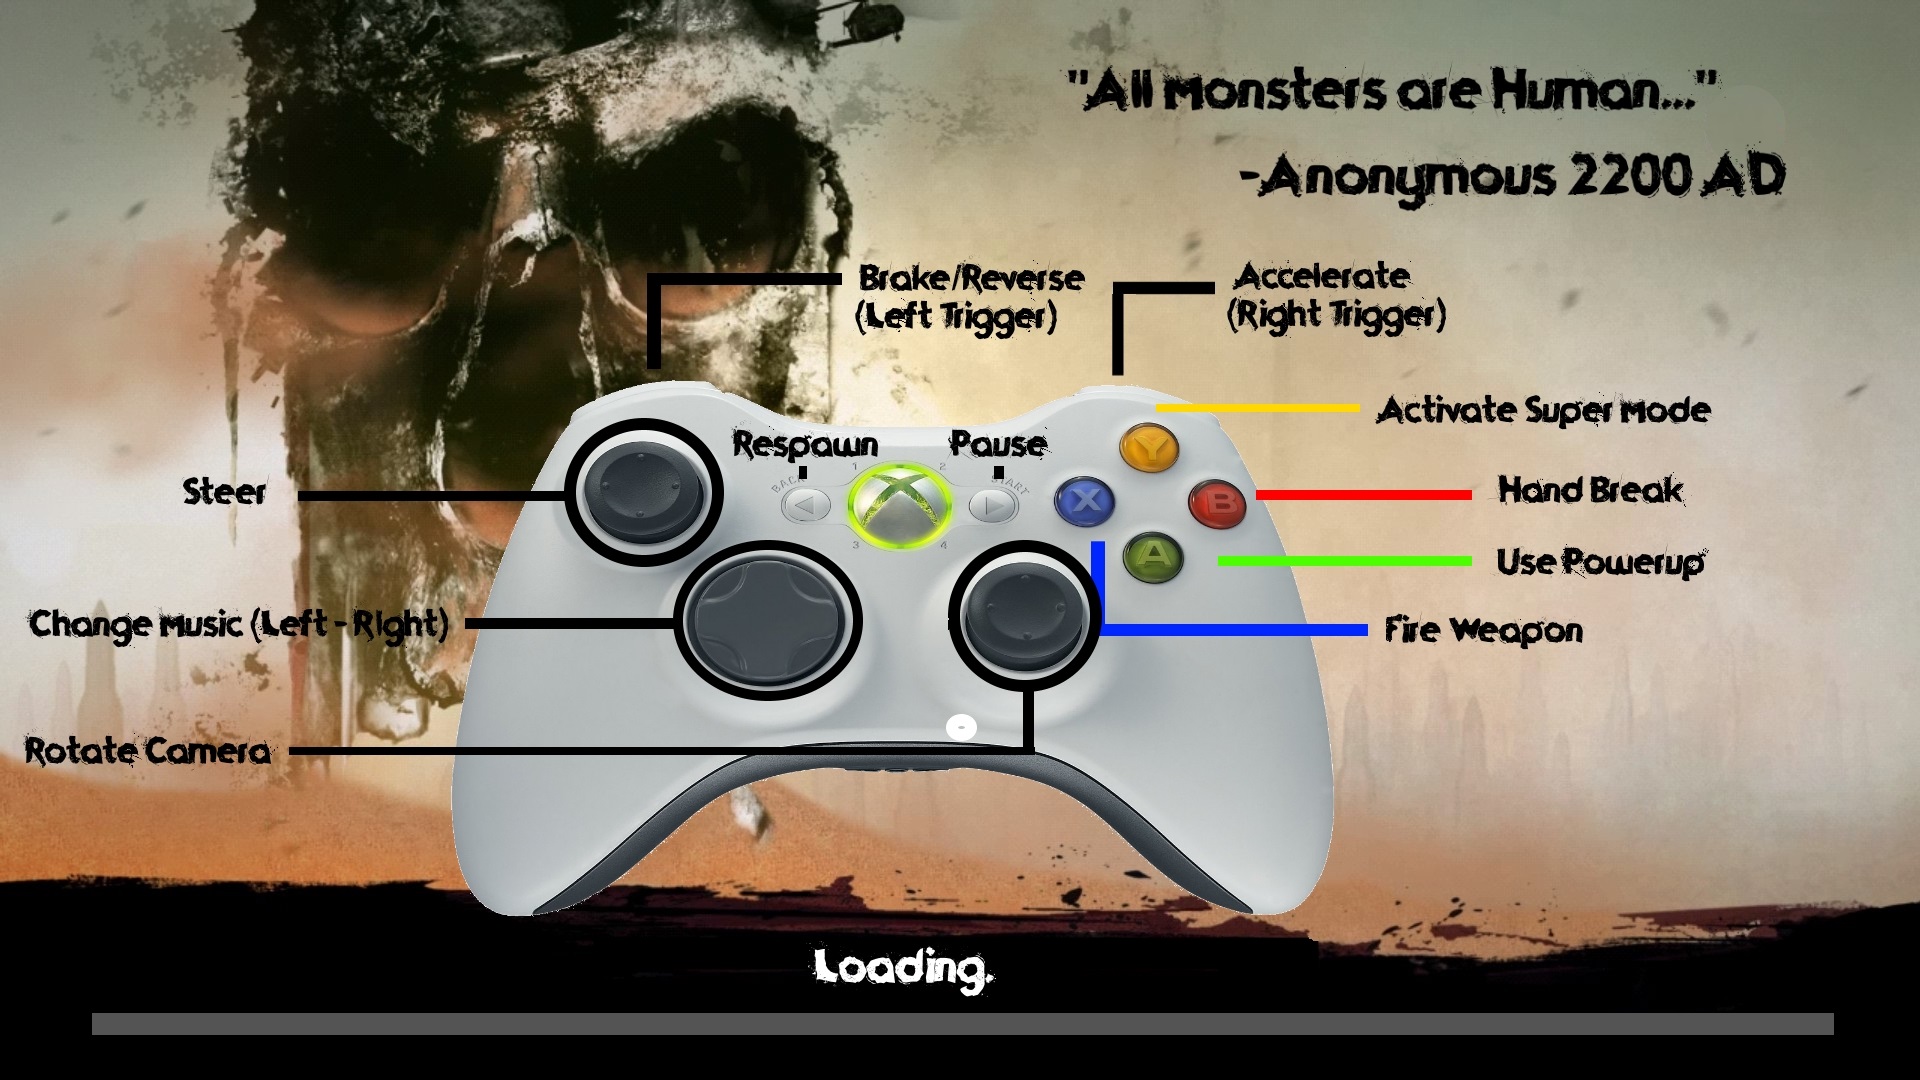 "All Monsters are Human..."
-Anonymous 2200 AD
Brake/Reverse
(Left Trigger)
Accelerate
(Right Trigger)
Activate Super Mode
Respawn
Pause
1
2
BACK
START
Y
Steer
X
B
Hand Break
3
4
A
Use Powerup
Change Music (Left - RIght)
Fire Weapon
Rotate Camera
Loading.